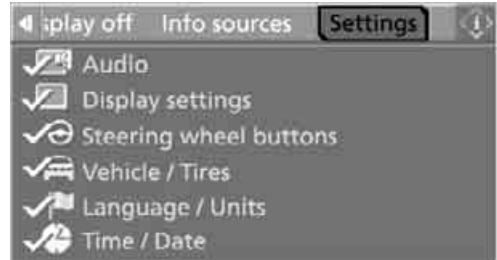 splay off Info sources Settings
Audio
Display settings
Steering wheel buttons
Vehicle / Tires
Language / Units
Time / Date